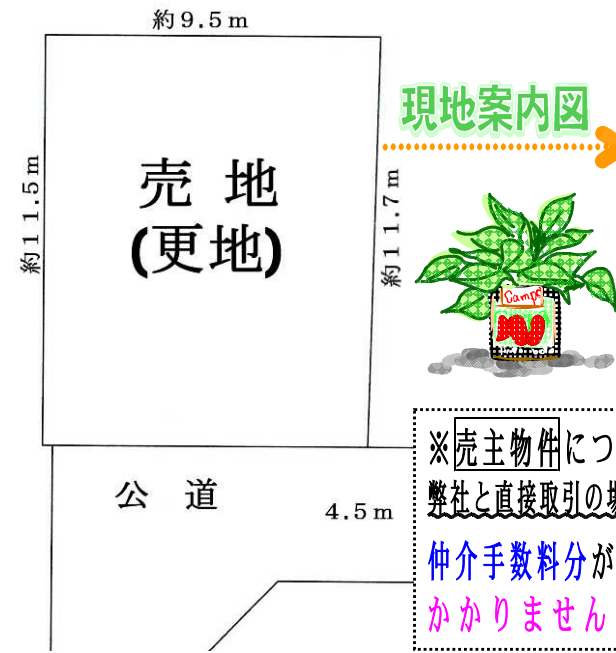 約9.5m
現地案内図
売地
(更地)
約11.5m
約11.7m
Camp
※売主物件につ
弊社と直接取引の場
公道
4.5m
仲介手数料分が
かかりません